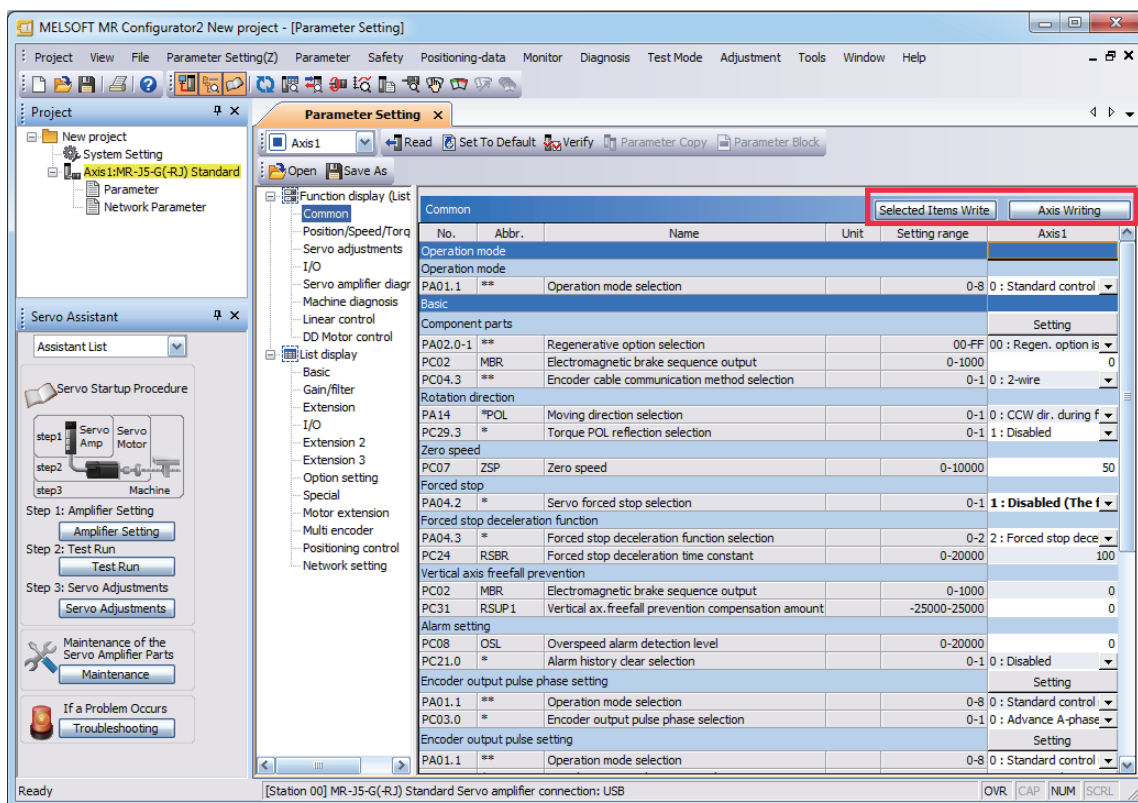 MELSOFT MR Configurator2 New project - [Parameter Setting]
Project View File Parameter Setting(Z) Parameter Safety Positioning-data Monitor Diagnosis Test Mode Adjustment Tools Window Help
Project
New project
System Setting
Axis1:MR-J5-G(-RJ) Standard
Parameter
Network Parameter
Servo Assistant
Assistant List
Servo Startup Procedure
step1 Servo Amp Servo Motor
step2
step3 Machine
Step 1: Amplifier Setting
Amplifier Setting
Step 2: Test Run
Test Run
Step 3: Servo Adjustments
Servo Adjustments
Maintenance of the
Servo Amplifier Parts
Maintenance
If a Problem Occurs
Troubleshooting
Parameter Setting
Axis1 Read Set To Default Verify Parameter Copy Parameter Block
Open Save As
Function display (List
Common
Position/Speed/Torq
Servo adjustments
I/O
Servo amplifier diagr
Machine diagnosis
Linear control
DD Motor control
List display
Basic
Gain/filter
Extension
I/O
Extension 2
Extension 3
Option setting
Special
Motor extension
Multi encoder
Positioning control
Network setting
Common Selected Items Write Axis Writing
No. Abbr. Name Unit Setting range Axis1
Operation mode
Operation mode
PA01.1 ** Operation mode selection 0-8 0 : Standard control
Basic
Component parts Setting
PA02.0-1 ** Regenerative option selection 00-FF 00 : Regen. option is
PC02 MBR Electromagnetic brake sequence output 0-1000 0
PC04.3 ** Encoder cable communication method selection 0-1 0 : 2-wire
Rotation direction
PA14 *POL Moving direction selection 0-1 0 : CCW dir. during f
PC29.3 * Torque POL reflection selection 0-1 1 : Disabled
Zero speed
PC07 ZSP Zero speed 0-10000 50
Forced stop
PA04.2 * Servo forced stop selection 0-1 1 : Disabled (The f
Forced stop deceleration function
PA04.3 * Forced stop deceleration function selection 0-2 2 : Forced stop dece
PC24 RSBR Forced stop deceleration time constant 0-20000 100
Vertical axis freefall prevention
PC02 MBR Electromagnetic brake sequence output 0-1000 0
PC31 RSUP1 Vertical ax.freefall prevention compensation amount -25000-25000 0
Alarm setting
PC08 OSL Overspeed alarm detection level 0-20000 0
PC21.0 * Alarm history clear selection 0-1 0 : Disabled
Encoder output pulse phase setting Setting
PA01.1 ** Operation mode selection 0-8 0 : Standard control
PC03.0 * Encoder output pulse phase selection 0-1 0 : Advance A-phase
Encoder output pulse setting Setting
PA01.1 ** Operation mode selection 0-8 0 : Standard control
Ready [Station 00] MR-J5-G(-RJ) Standard Servo amplifier connection: USB OVR CAP NUM SCRL